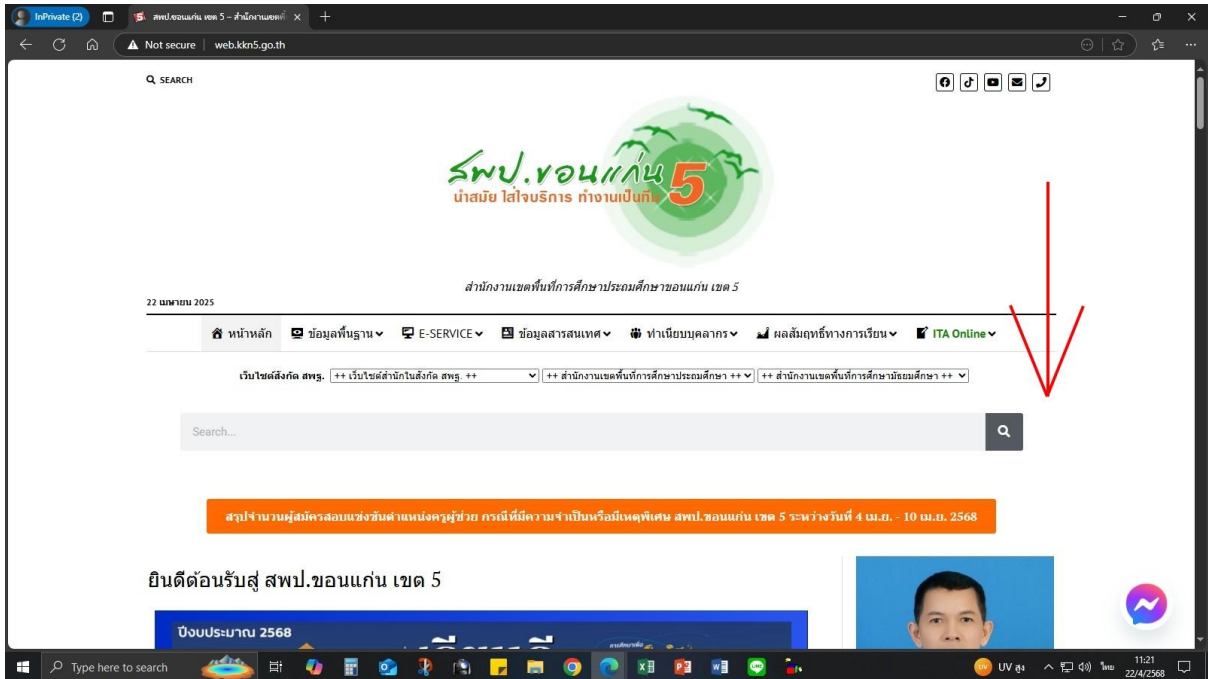 InPrivate (2)
สพป.ขอนแก่น เขต 5 – สำนักงานเขตพื้
Not secure
web.kkn5.go.th
SEARCH
สพป.ขอนแก่น 5
นำสมัย ใส่ใจบริการ ทำงานเป็นทีม
สำนักงานเขตพื้นที่การศึกษาประถมศึกษาขอนแก่น เขต 5
22 เมษายน 2025
หน้าหลัก ข้อมูลพื้นฐาน E-SERVICE ข้อมูลสารสนเทศ ทำเนียบบุคลากร ผลสัมฤทธิ์ทางการเรียน ITA Online
เว็บไซต์สังกัด สพฐ. ++ เว็บไซต์สำนักในสังกัด สพฐ. ++ ++ สำนักงานเขตพื้นที่การศึกษาประถมศึกษา ++ ++ สำนักงานเขตพื้นที่การศึกษามัธยมศึกษา ++
Search...
สรุปจำนวนผู้สมัครสอบแข่งขันตำแหน่งครูผู้ช่วย กรณีที่มีความจำเป็นหรือมีเหตุพิเศษ สพป.ขอนแก่น เขต 5 ระหว่างวันที่ 4 เม.ย. - 10 เม.ย. 2568
ยินดีต้อนรับสู่ สพป.ขอนแก่น เขต 5
ปีงบประมาณ 2568
Type here to search
UV สูง
ไทย
11:21
22/4/2568